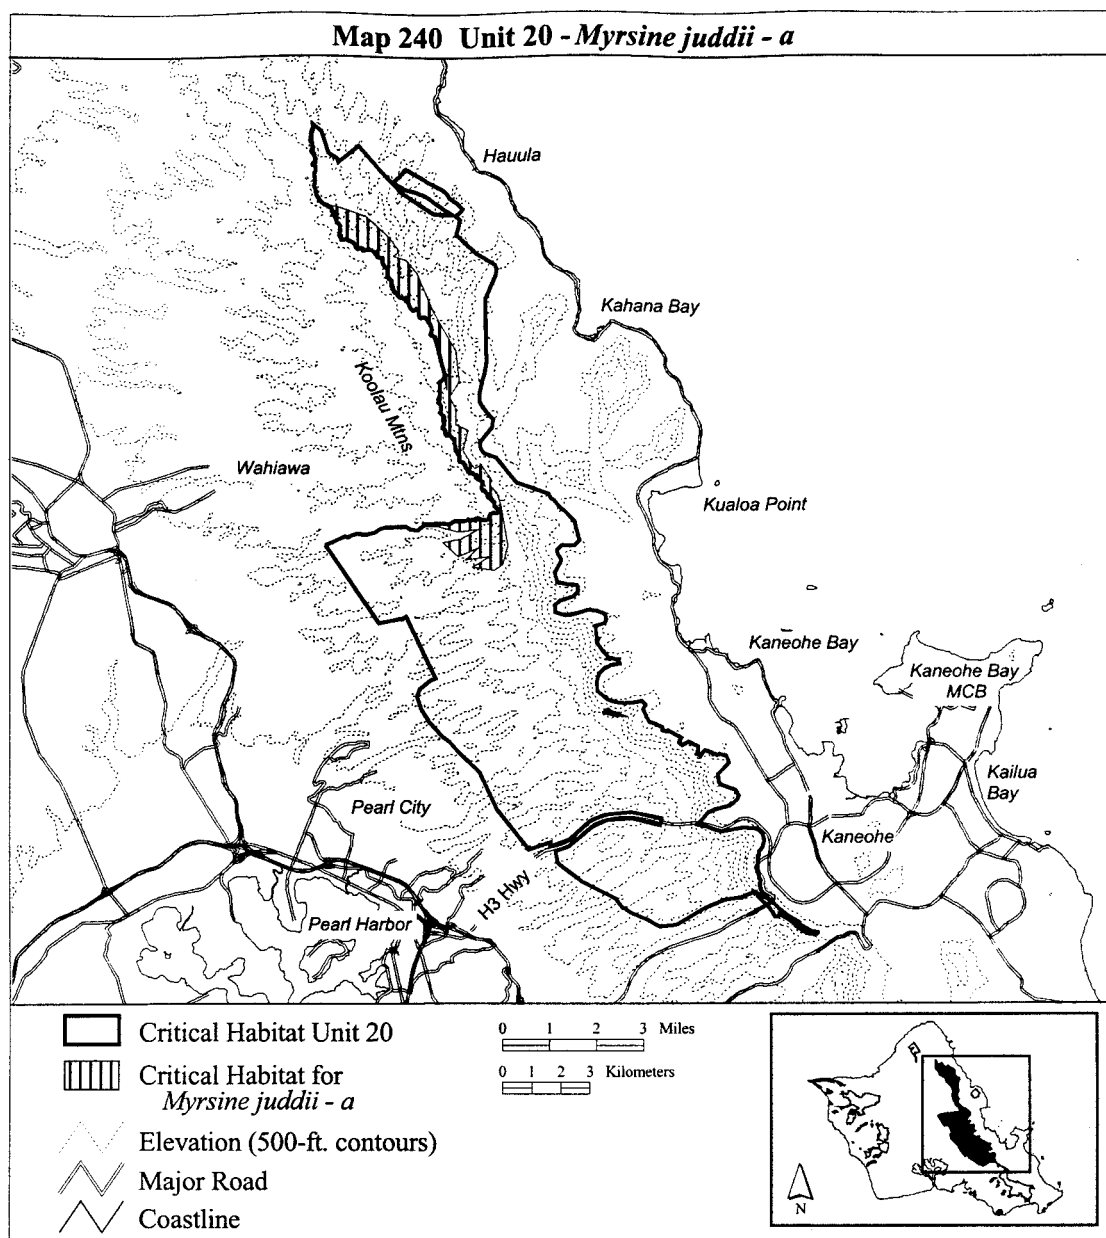 Map 240 Unit 20 - Myrsine juddii - a
Hauula
Kahana Bay
Koolau Mtns
Wahiawa
Kualoa Point
Kaneohe Bay
Kaneohe Bay
MCB
Kailua
Bay
Pearl City
Kaneohe
H3 Hwy
Pearl Harbor
Critical Habitat Unit 20
Critical Habitat for
Myrsine juddii - a
Elevation (500-ft. contours)
Major Road
Coastline
0 1 2 3 Miles
0 1 2 3 Kilometers
N